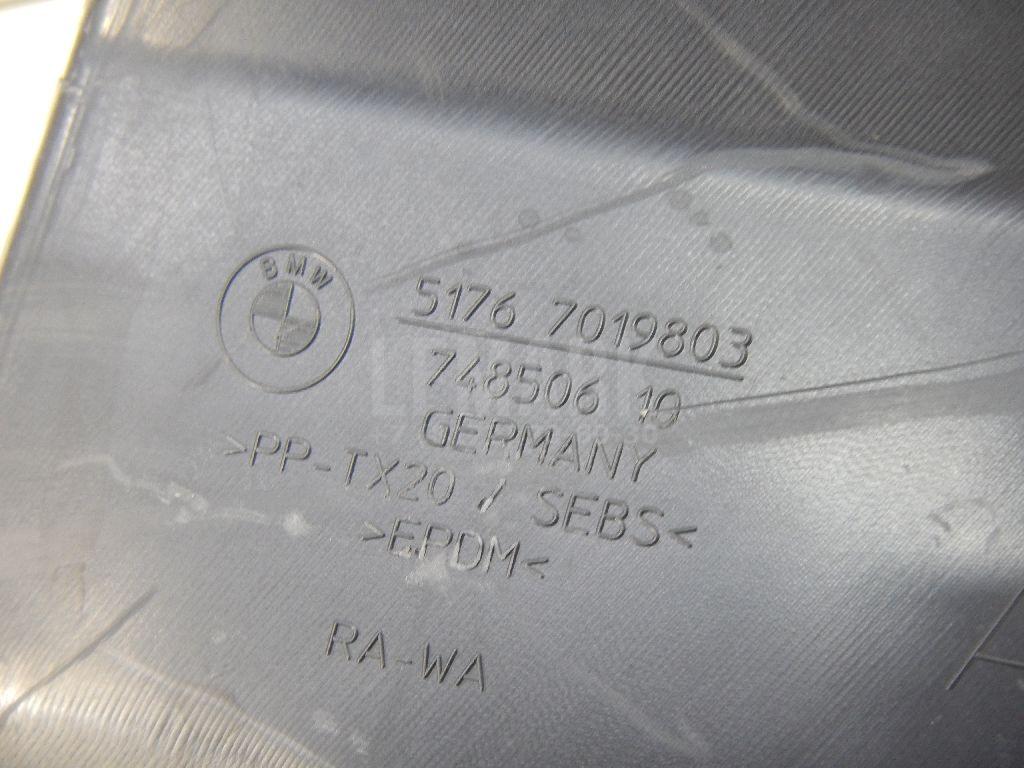 BMW
5176 7019803
748506 10
GERMANY
>PP-TX20 / SEBS<
>EPDM<
RA-WA